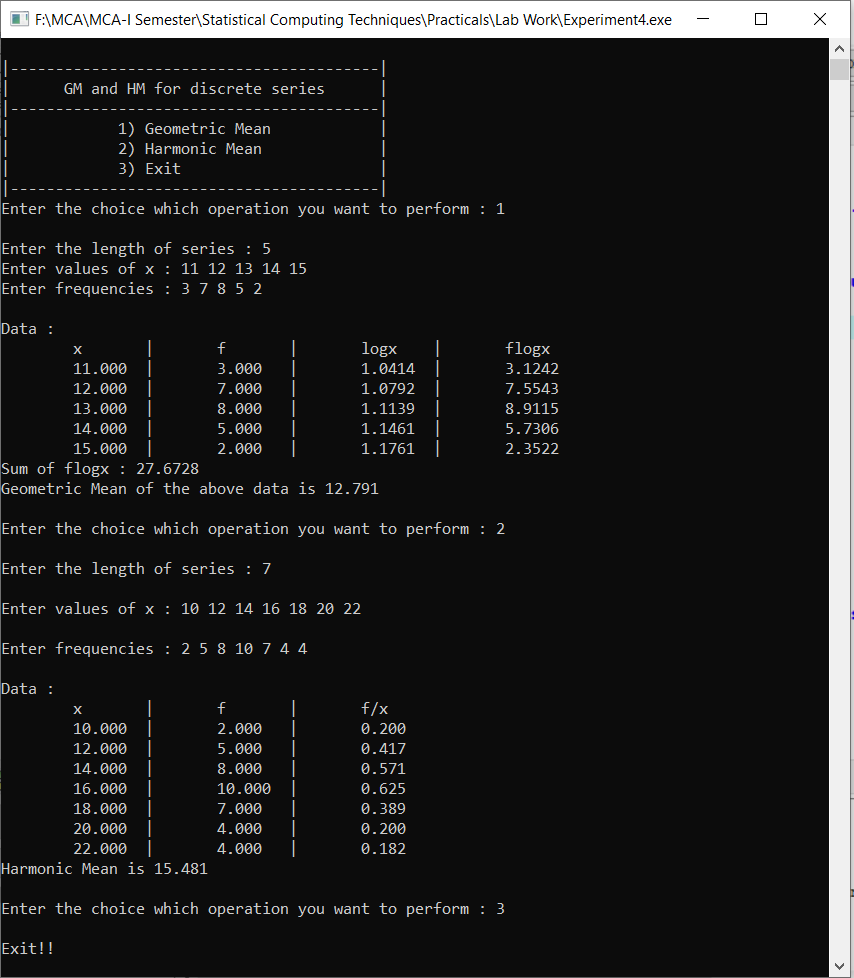 F:\MCA\MCA-I Semester\Statistical Computing Techniques\Practicals\Lab Work\Experiment4.exe
|-----------------------------------------|
| GM and HM for discrete series |
|-----------------------------------------|
| 1) Geometric Mean |
| 2) Harmonic Mean |
| 3) Exit |
|-----------------------------------------|
Enter the choice which operation you want to perform : 1
Enter the length of series : 5
Enter values of x : 11 12 13 14 15
Enter frequencies : 3 7 8 5 2
Data :
x | f | logx | flogx
11.000 | 3.000 | 1.0414 | 3.1242
12.000 | 7.000 | 1.0792 | 7.5543
13.000 | 8.000 | 1.1139 | 8.9115
14.000 | 5.000 | 1.1461 | 5.7306
15.000 | 2.000 | 1.1761 | 2.3522
Sum of flogx : 27.6728
Geometric Mean of the above data is 12.791
Enter the choice which operation you want to perform : 2
Enter the length of series : 7
Enter values of x : 10 12 14 16 18 20 22
Enter frequencies : 2 5 8 10 7 4 4
Data :
x | f | f/x
10.000 | 2.000 | 0.200
12.000 | 5.000 | 0.417
14.000 | 8.000 | 0.571
16.000 | 10.000 | 0.625
18.000 | 7.000 | 0.389
20.000 | 4.000 | 0.200
22.000 | 4.000 | 0.182
Harmonic Mean is 15.481
Enter the choice which operation you want to perform : 3
Exit!!